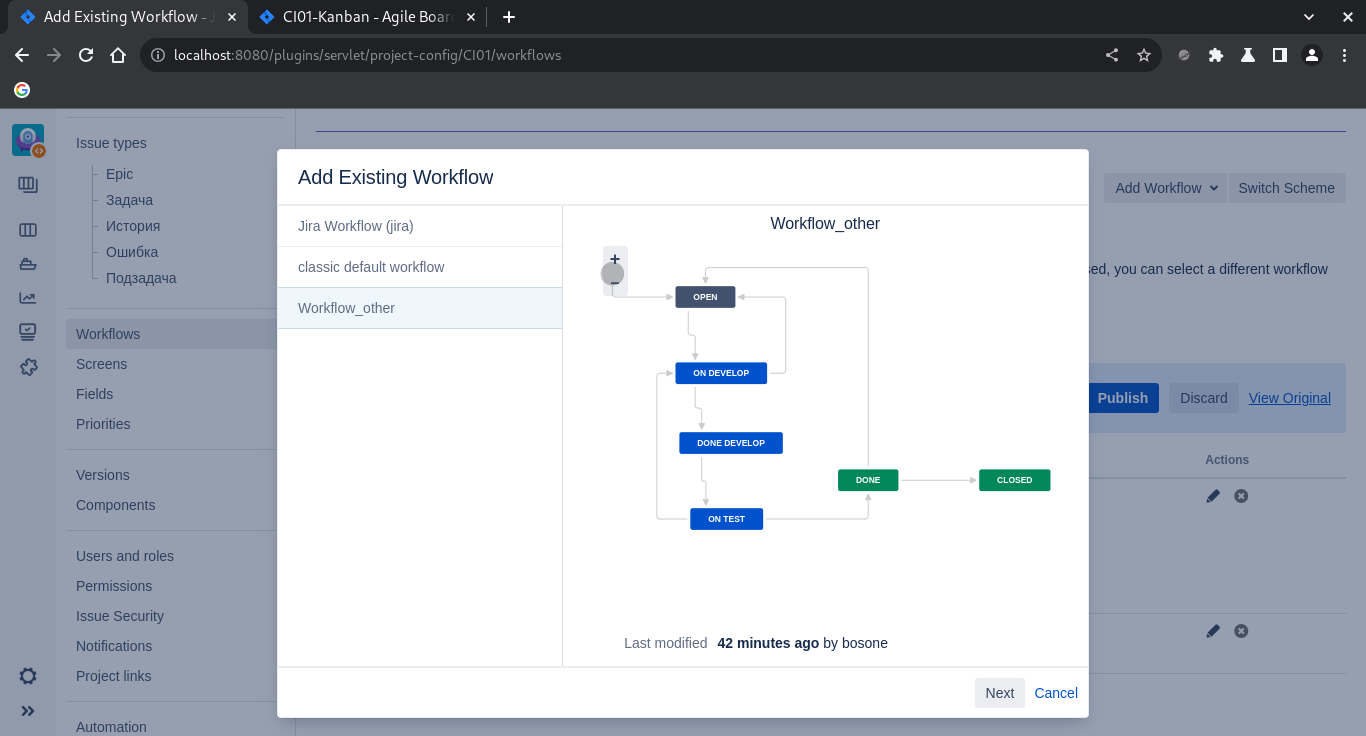 Add Existing Workflow - J
CI01-Kanban - Agile Boar
localhost:8080/plugins/servlet/project-config/CI01/workflows
Issue types
Epic
Задача
История
Ошибка
Подзадача
Workflows
Screens
Fields
Priorities
Versions
Components
Users and roles
Permissions
Issue Security
Notifications
Project links
Automation
Add Workflow
Switch Scheme
sed, you can select a different workflow
Publish
Discard
View Original
Actions
Add Existing Workflow
Jira Workflow (jira)
classic default workflow
Workflow_other
Workflow_other
+
−
OPEN
ON DEVELOP
DONE DEVELOP
DONE
CLOSED
ON TEST
Last modified 42 minutes ago by bosone
Next
Cancel